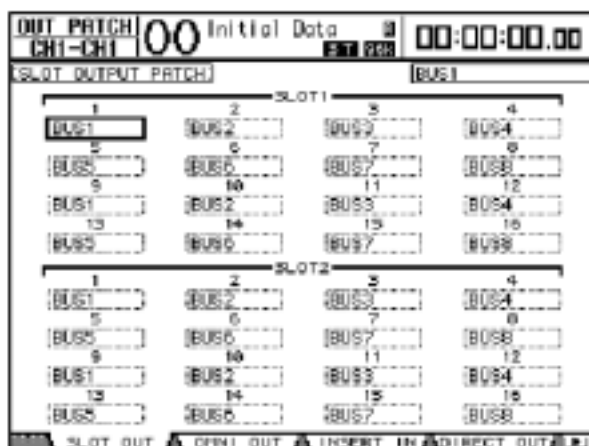 OUT PATCH 00 Initial Data 00:00:00.00
CH1-CH1 ST 96K
SLOT OUTPUT PATCH BUS1
SLOT1
1 2 3 4
BUS1 BUS2 BUS3 BUS4
5 6 7 8
BUS5 BUS6 BUS7 BUS8
9 10 11 12
BUS1 BUS2 BUS3 BUS4
13 14 15 16
BUS5 BUS6 BUS7 BUS8
SLOT2
1 2 3 4
BUS1 BUS2 BUS3 BUS4
5 6 7 8
BUS5 BUS6 BUS7 BUS8
9 10 11 12
BUS1 BUS2 BUS3 BUS4
13 14 15 16
BUS5 BUS6 BUS7 BUS8
SLOT OUT OMNI OUT INSERT IN DIRECT OUT